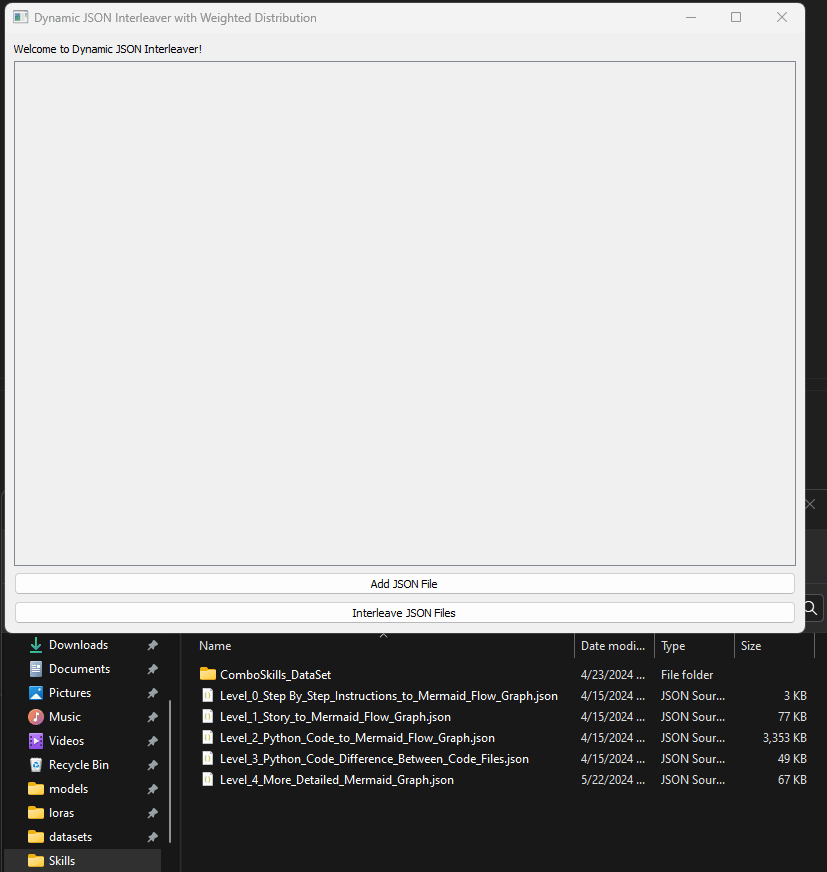 Dynamic JSON Interleaver with Weighted Distribution
Welcome to Dynamic JSON Interleaver!
Add JSON File
Interleave JSON Files
Downloads
Documents
Pictures
Music
Videos
Recycle Bin
models
loras
datasets
Skills
Name Date modi... Type Size
ComboSkills_DataSet 4/23/2024 ... File folder
Level_0_Step By_Step_Instructions_to_Mermaid_Flow_Graph.json 4/15/2024 ... JSON Sour... 3 KB
Level_1_Story_to_Mermaid_Flow_Graph.json 4/15/2024 ... JSON Sour... 77 KB
Level_2_Python_Code_to_Mermaid_Flow_Graph.json 4/15/2024 ... JSON Sour... 3,353 KB
Level_3_Python_Code_Difference_Between_Code_Files.json 4/15/2024 ... JSON Sour... 49 KB
Level_4_More_Detailed_Mermaid_Graph.json 5/22/2024 ... JSON Sour... 67 KB